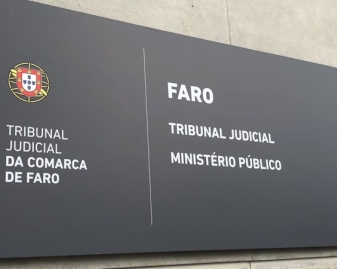 TRIBUNAL
JUDICIAL
DA COMARCA
DE FARO
FARO
TRIBUNAL JUDICIAL
MINISTÉRIO PÚBLICO